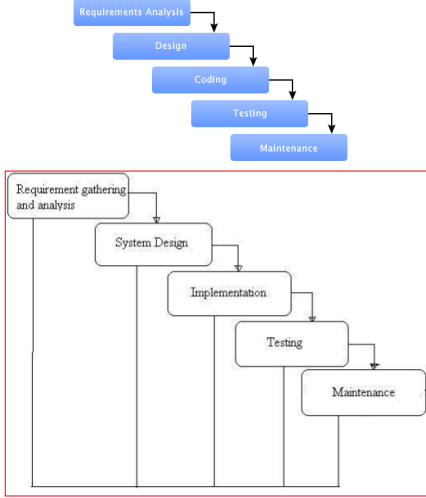 Requirements Analysis
Design
Coding
Testing
Maintenance
Requirement gathering
and analysis
System Design
Implementation
Testing
Maintenance